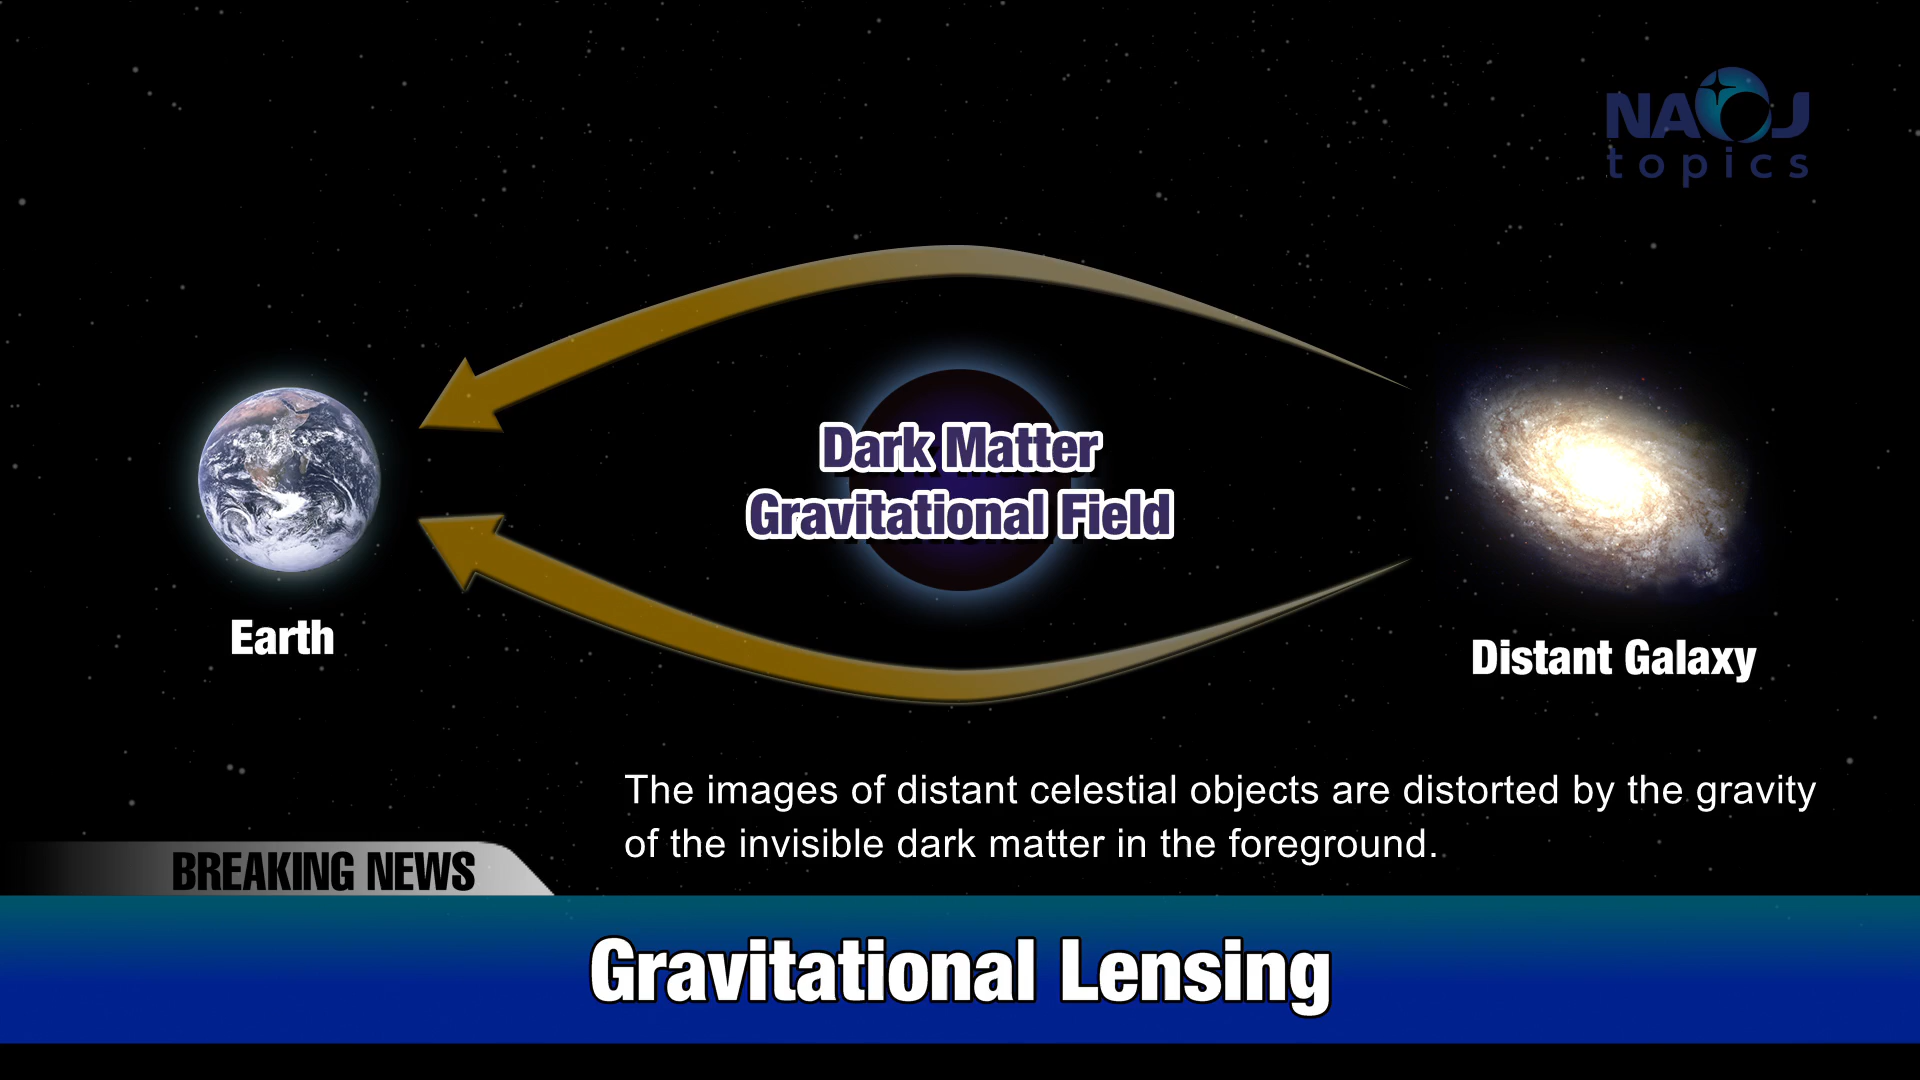 NAOJ
topics
Dark Matter
Gravitational Field
Earth
Distant Galaxy
The images of distant celestial objects are distorted by the gravity
of the invisible dark matter in the foreground.
BREAKING NEWS
Gravitational Lensing